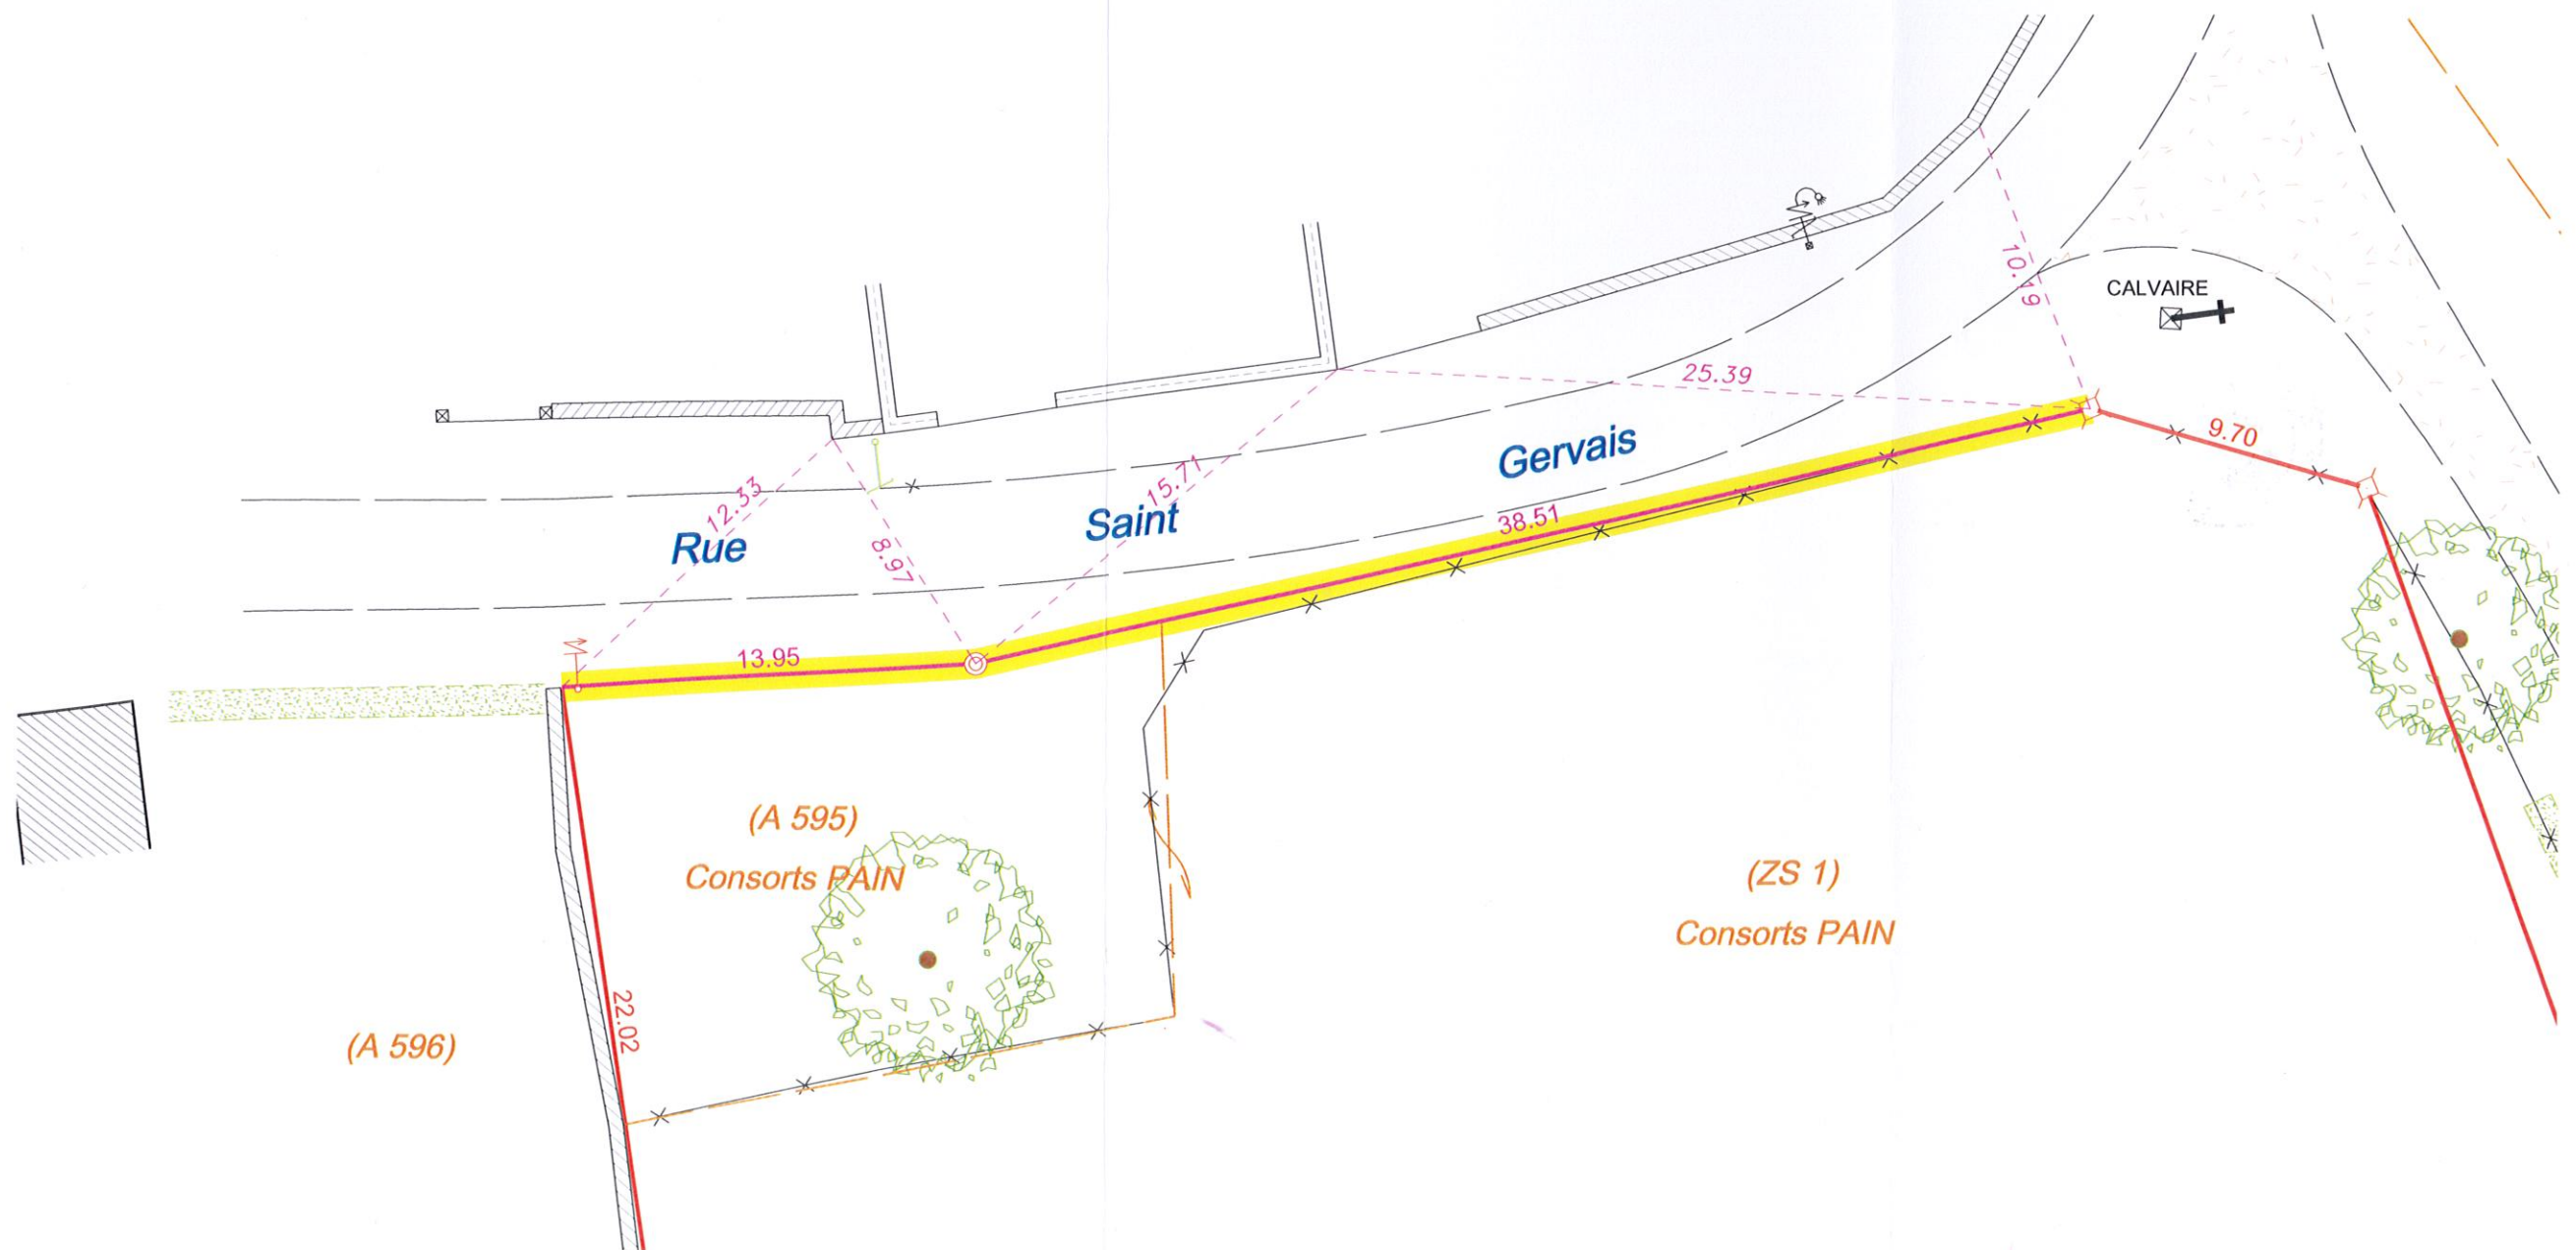 10.19
CALVAIRE
25.39
9.70
Rue Saint Gervais
12.33
8.97
15.71
38.51
13.95
(A 595)
Consorts PAIN
(ZS 1)
Consorts PAIN
22.02
(A 596)